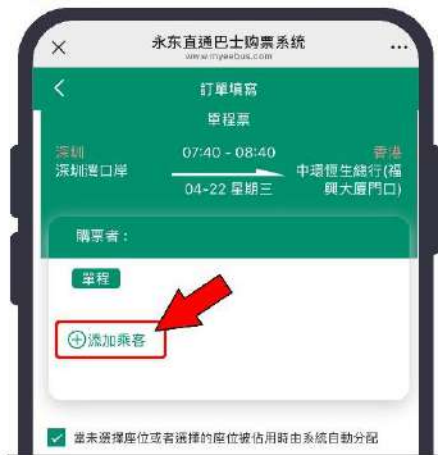 永东直通巴士购票系统
www.myeebus.com
訂單填寫
單程票
深圳
07:40 - 08:40
香港
深圳灣口岸
中環恆生總行(福興大廈門口)
04-22 星期三
購票者：
單程
添加乘客
當未選擇座位或者選擇的座位被佔用時由系統自動分配